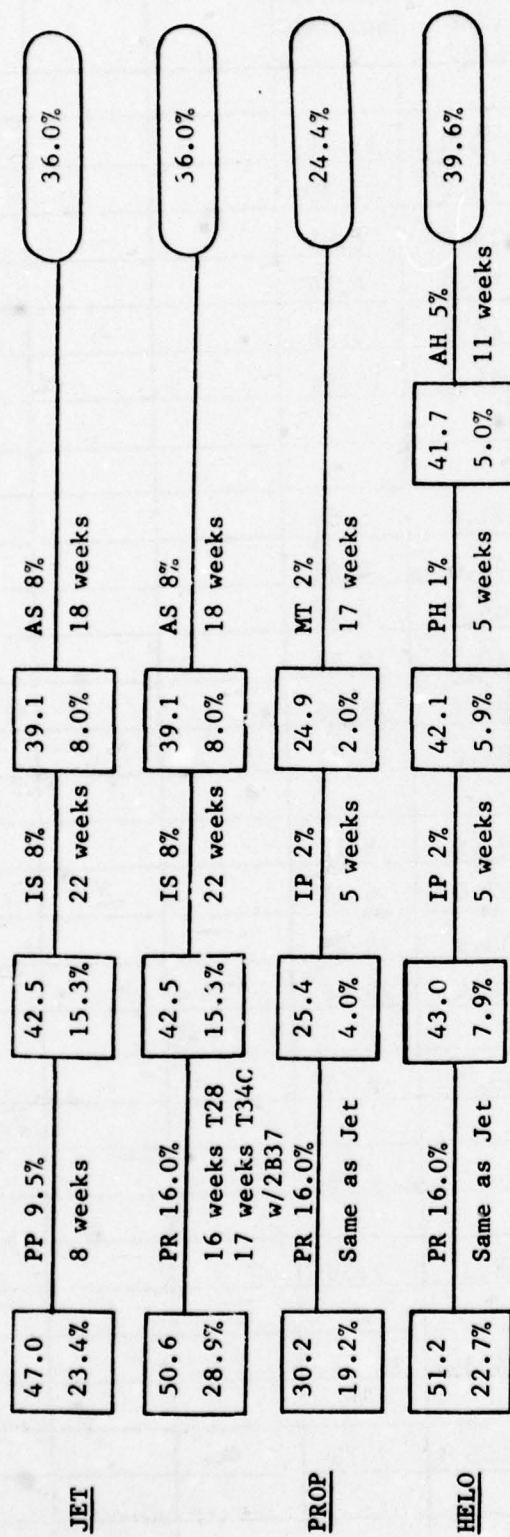 JET
47.0
23.4%
PP 9.5%
8 weeks
42.5
15.3%
IS 8%
22 weeks
39.1
8.0%
AS 8%
18 weeks
36.0%
50.6
28.9%
PR 16.0%
16 weeks T28
17 weeks T34C
w/2B37
42.5
15.3%
IS 8%
22 weeks
39.1
8.0%
AS 8%
18 weeks
36.0%
PROP
30.2
19.2%
PR 16.0%
Same as Jet
25.4
4.0%
IP 2%
5 weeks
24.9
2.0%
MT 2%
17 weeks
24.4%
HELO
51.2
22.7%
PR 16.0%
Same as Jet
43.0
7.9%
IP 2%
5 weeks
42.1
5.9%
PH 1%
5 weeks
41.7
5.0%
AH 5%
11 weeks
39.6%